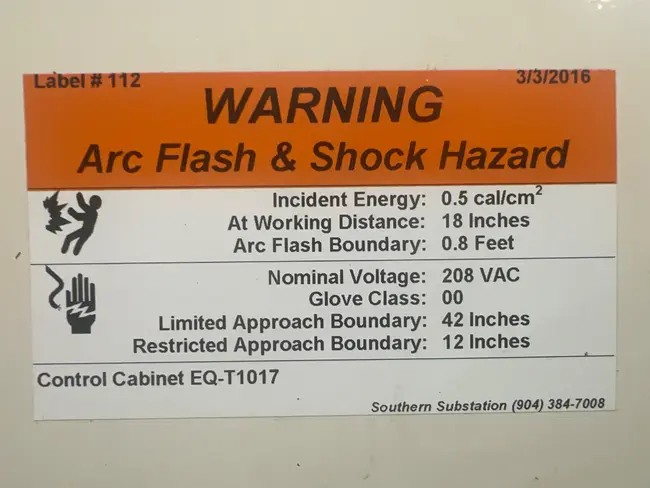 Label # 112 3/3/2016
WARNING
Arc Flash & Shock Hazard
Incident Energy: 0.5 cal/cm²
At Working Distance: 18 Inches
Arc Flash Boundary: 0.8 Feet
Nominal Voltage: 208 VAC
Glove Class: 00
Limited Approach Boundary: 42 Inches
Restricted Approach Boundary: 12 Inches
Control Cabinet EQ-T1017
Southern Substation (904) 384-7008